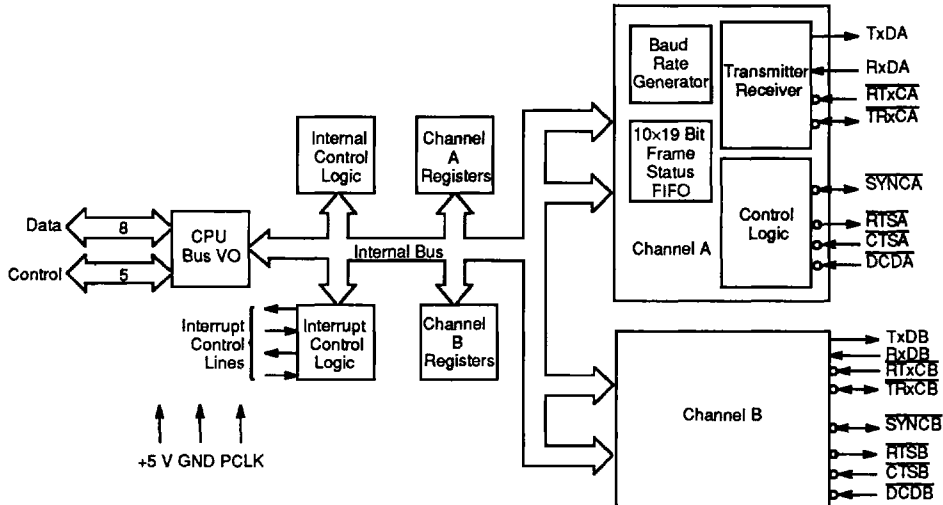 Baud
Rate
Generator
Transmitter
Receiver
TxDA
RxDA
RTxCA
TRxCA
10×19 Bit
Frame
Status
FIFO
Control
Logic
Channel A
SYNCA
RTSA
CTSA
DCDA
Internal
Control
Logic
Channel
A
Registers
Data
8
Control
5
CPU
Bus VO
Internal Bus
Interrupt
Control
Lines
Interrupt
Control
Logic
Channel
B
Registers
+5 V GND PCLK
Channel B
TxDB
RxDB
RTxCB
TRxCB
SYNCB
RTSB
CTSB
DCDB